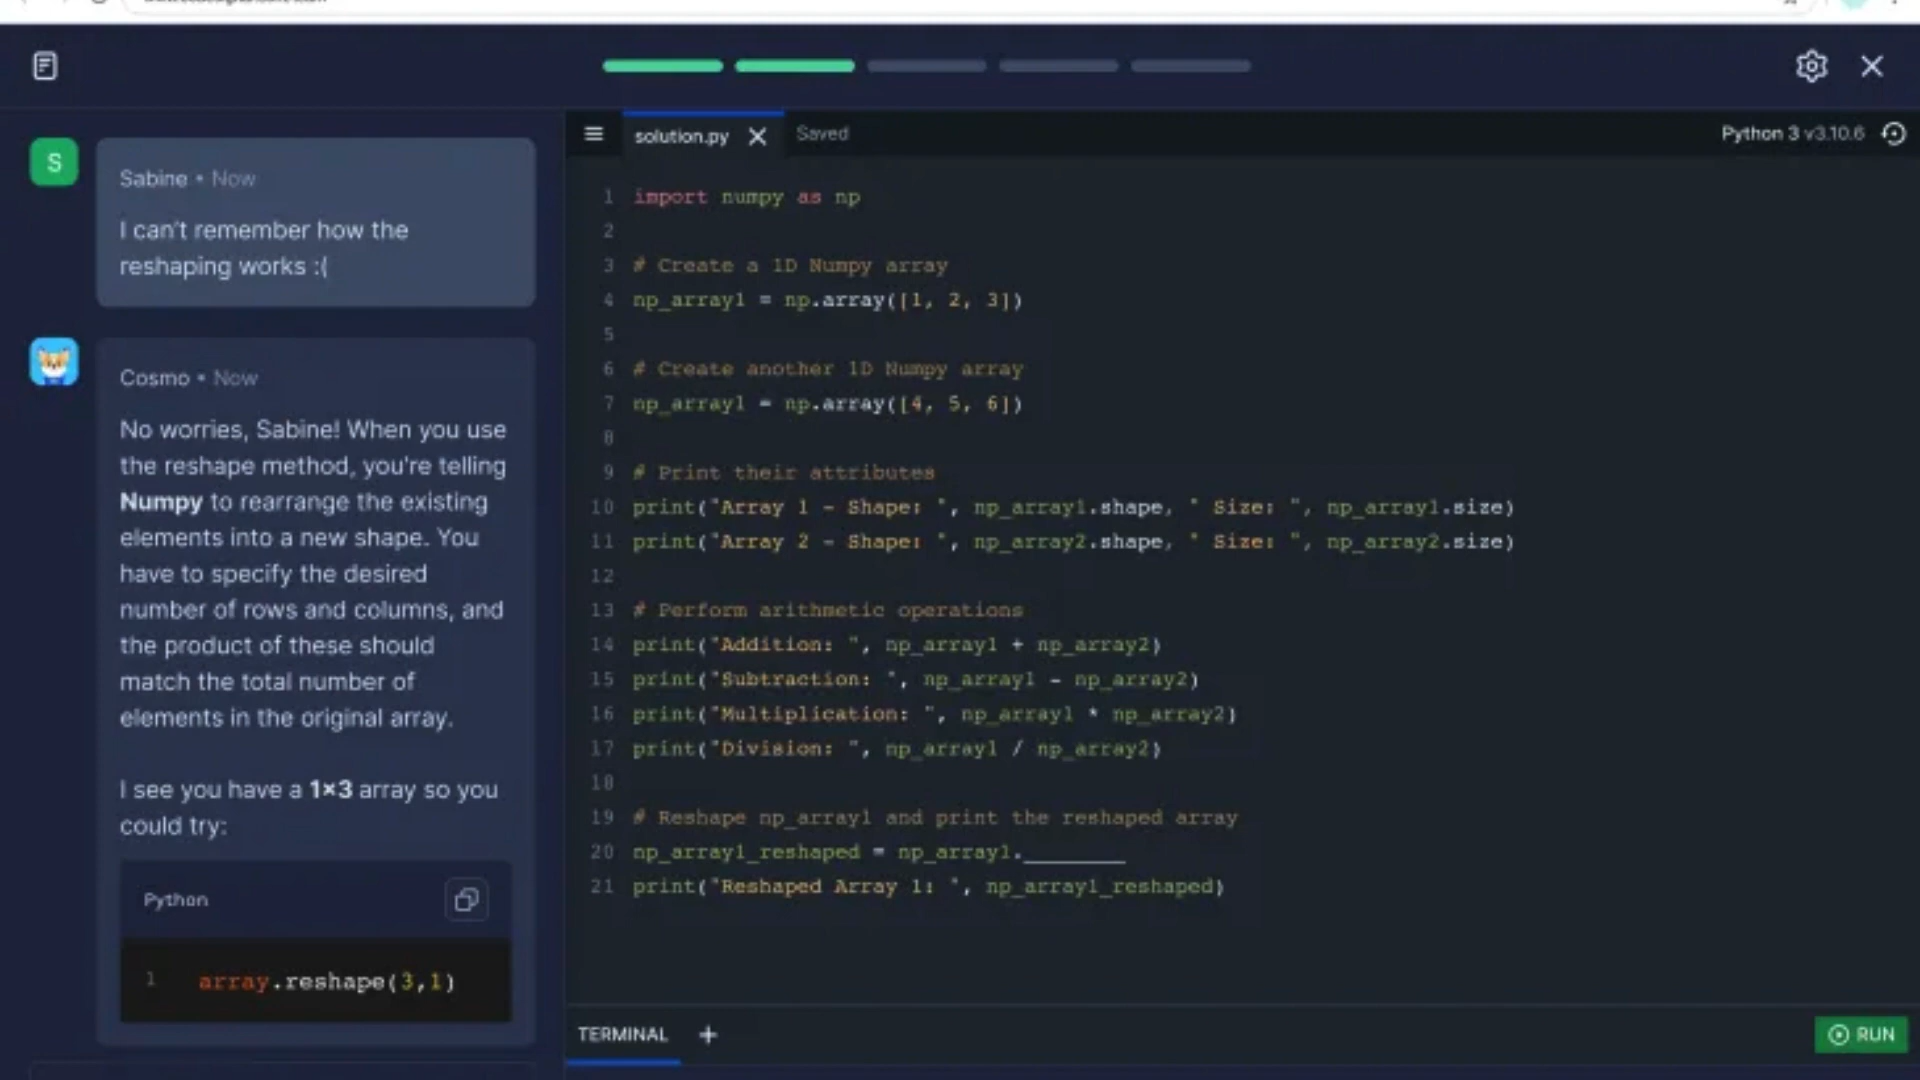 S
Sabine • Now
I can't remember how the
reshaping works :(
Cosmo • Now
No worries, Sabine! When you use
the reshape method, you're telling
Numpy to rearrange the existing
elements into a new shape. You
have to specify the desired
number of rows and columns, and
the product of these should
match the total number of
elements in the original array.
I see you have a 1×3 array so you
could try:
Python
1 array.reshape(3,1)
solution.py
Saved
Python 3 v3.10.6
1 import numpy as np
2
3 # Create a 1D Numpy array
4 np_array1 = np.array([1, 2, 3])
5
6 # Create another 1D Numpy array
7 np_array1 = np.array([4, 5, 6])
8
9 # Print their attributes
10 print("Array 1 - Shape: ", np_array1.shape, " Size: ", np_array1.size)
11 print("Array 2 - Shape: ", np_array2.shape, " Size: ", np_array2.size)
12
13 # Perform arithmetic operations
14 print("Addition: ", np_array1 + np_array2)
15 print("Subtraction: ", np_array1 - np_array2)
16 print("Multiplication: ", np_array1 * np_array2)
17 print("Division: ", np_array1 / np_array2)
18
19 # Reshape np_array1 and print the reshaped array
20 np_array1_reshaped = np_array1.________
21 print("Reshaped Array 1: ", np_array1_reshaped)
TERMINAL
RUN